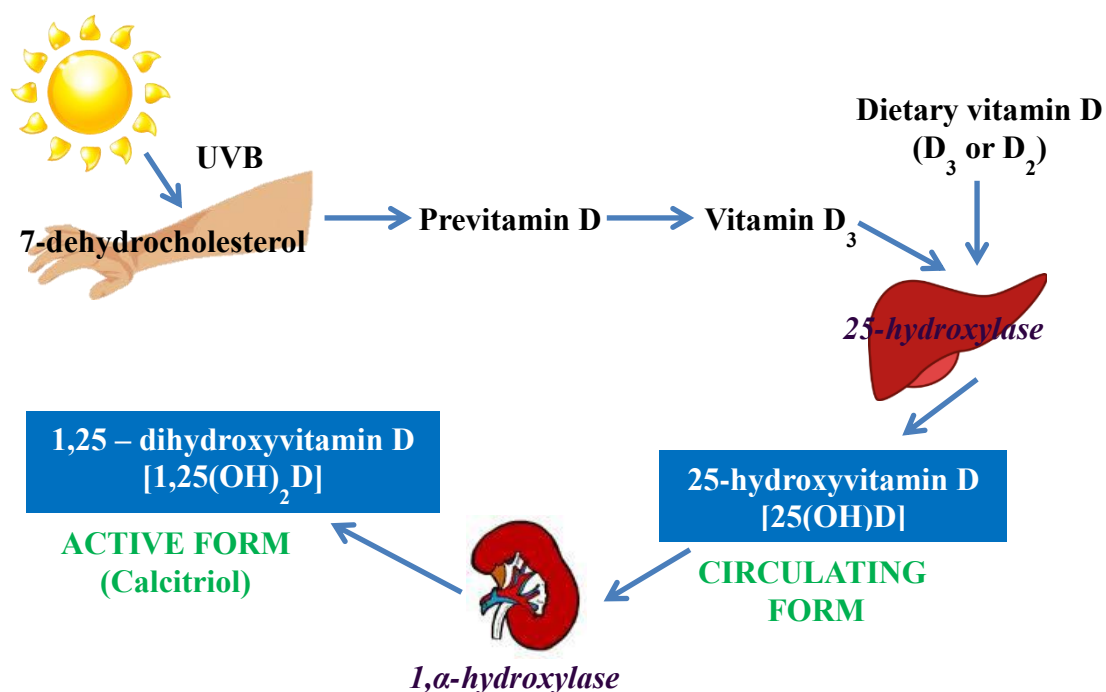 UVB
7-dehydrocholesterol
Previtamin D
Vitamin D₃
Dietary vitamin D
(D₃ or D₂)
25-hydroxylase
25-hydroxyvitamin D
[25(OH)D]
CIRCULATING
FORM
1,α-hydroxylase
1,25 – dihydroxyvitamin D
[1,25(OH)₂D]
ACTIVE FORM
(Calcitriol)